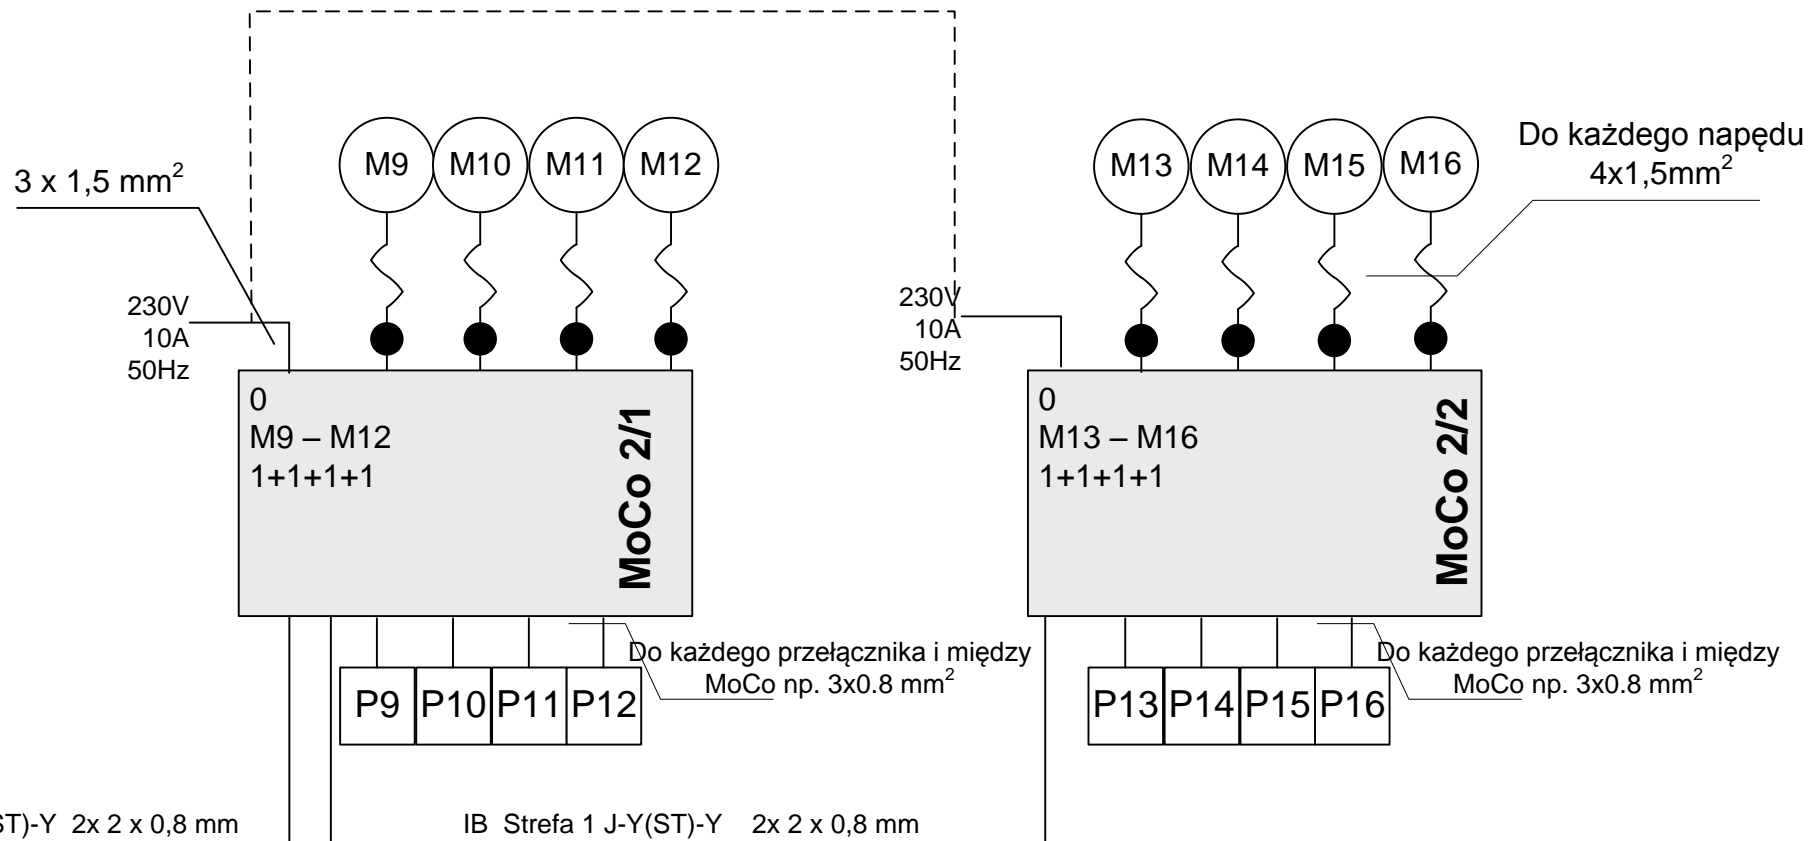 M9 M10 M11 M12
M13 M14 M15 M16
Do każdego napędu
4x1,5mm²
3 x 1,5 mm²
230V
10A
50Hz
230V
10A
50Hz
0
M9 – M12
1+1+1+1
MoCo 2/1
0
M13 – M16
1+1+1+1
MoCo 2/2
Do każdego przełącznika i między
MoCo np. 3x0.8 mm²
Do każdego przełącznika i między
MoCo np. 3x0.8 mm²
P9 P10 P11 P12
P13 P14 P15 P16
ST)-Y 2x 2 x 0,8 mm
IB Strefa 1 J-Y(ST)-Y 2x 2 x 0,8 mm